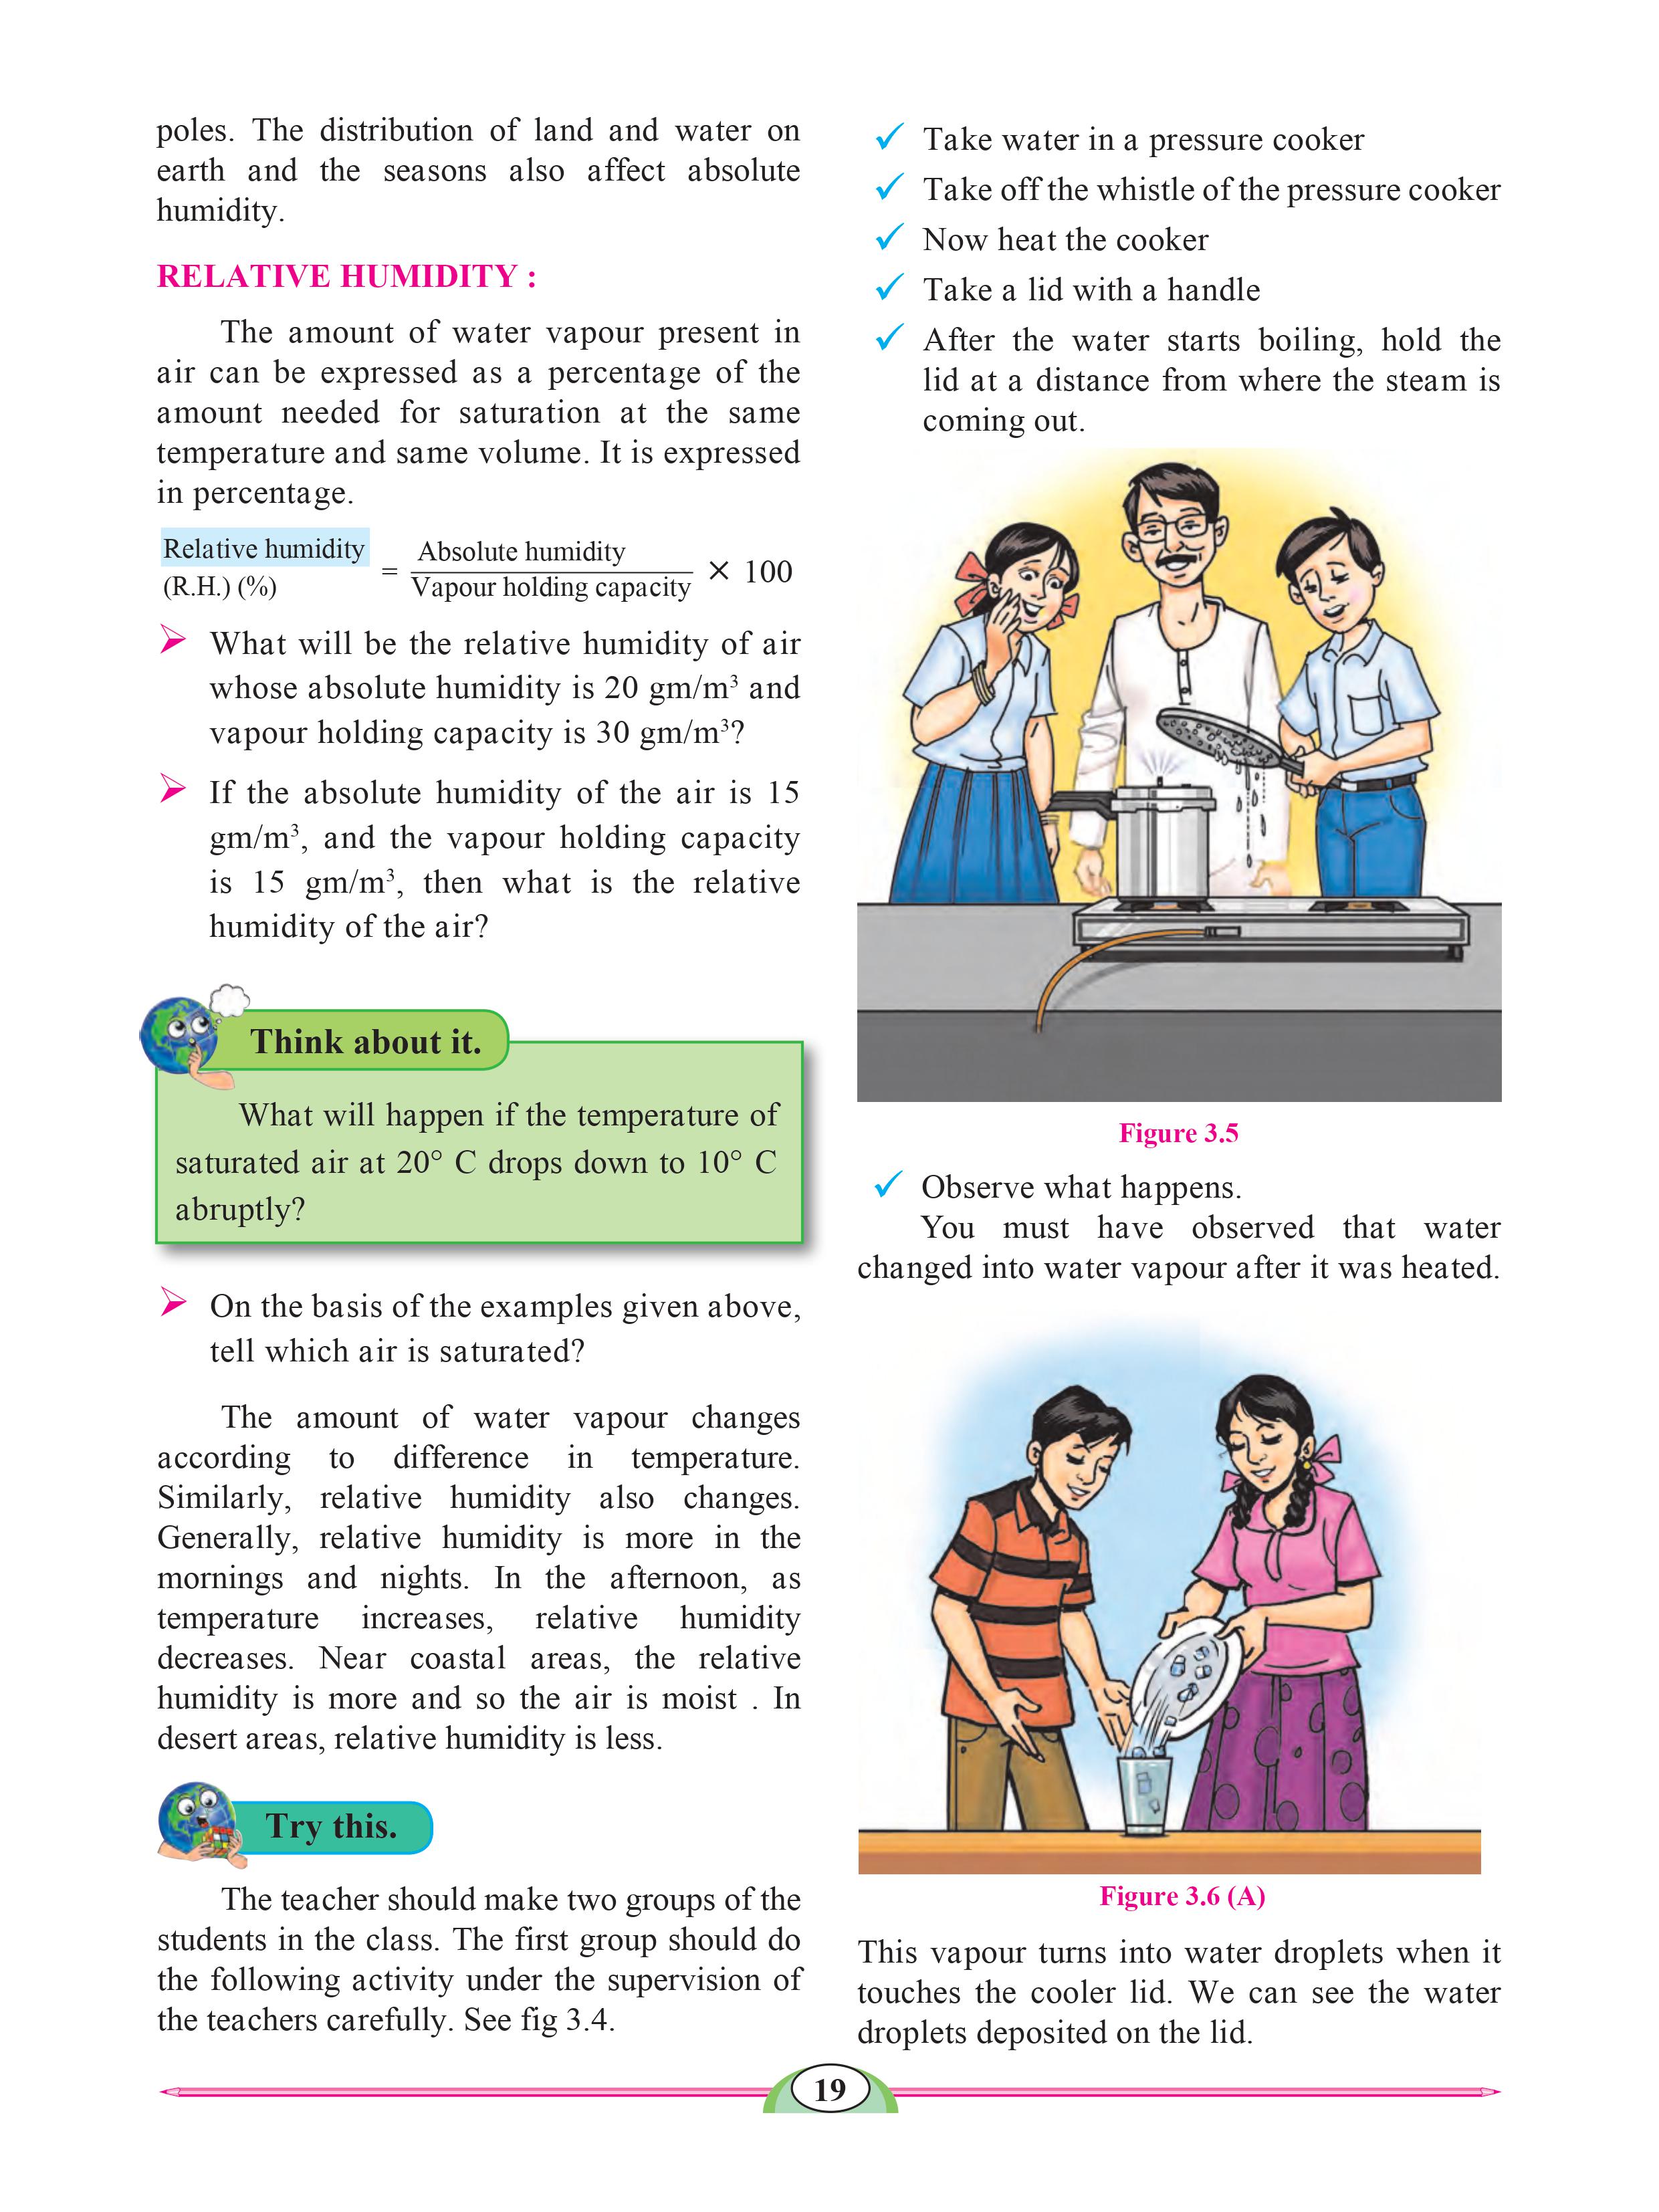 poles. The distribution of land and water on
earth and the seasons also affect absolute
humidity.
RELATIVE HUMIDITY :
The amount of water vapour present in
air can be expressed as a percentage of the
amount needed for saturation at the same
temperature and same volume. It is expressed
in percentage.
Relative humidity
(R.H.) (%)
=
Absolute humidity
Vapour holding capacity
× 100
➢ What will be the relative humidity of air
whose absolute humidity is 20 gm/m³ and
vapour holding capacity is 30 gm/m³?
➢ If the absolute humidity of the air is 15
gm/m³, and the vapour holding capacity
is 15 gm/m³, then what is the relative
humidity of the air?
Think about it.
What will happen if the temperature of
saturated air at 20° C drops down to 10° C
abruptly?
➢ On the basis of the examples given above,
tell which air is saturated?
The amount of water vapour changes
according to difference in temperature.
Similarly, relative humidity also changes.
Generally, relative humidity is more in the
mornings and nights. In the afternoon, as
temperature increases, relative humidity
decreases. Near coastal areas, the relative
humidity is more and so the air is moist . In
desert areas, relative humidity is less.
Try this.
The teacher should make two groups of the
students in the class. The first group should do
the following activity under the supervision of
the teachers carefully. See fig 3.4.
✓ Take water in a pressure cooker
✓ Take off the whistle of the pressure cooker
✓ Now heat the cooker
✓ Take a lid with a handle
✓ After the water starts boiling, hold the
lid at a distance from where the steam is
coming out.
Figure 3.5
✓ Observe what happens.
You must have observed that water
changed into water vapour after it was heated.
Figure 3.6 (A)
This vapour turns into water droplets when it
touches the cooler lid. We can see the water
droplets deposited on the lid.
19